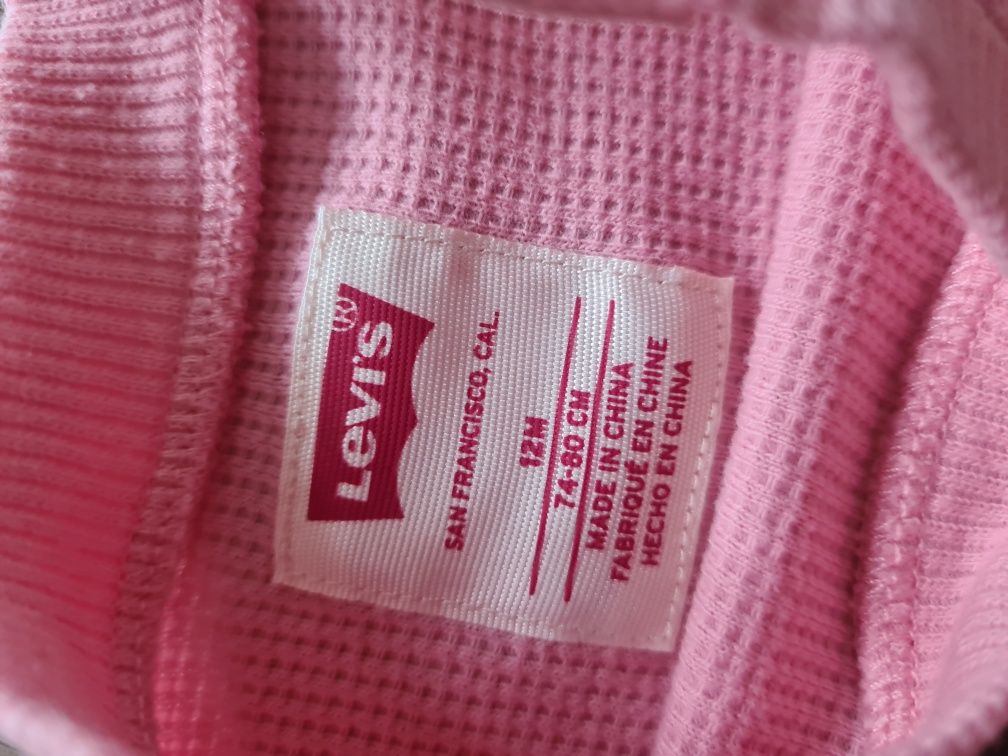 Levi's®
SAN FRANCISCO, CAL.
12M
74-80 CM
MADE IN CHINA
FABRIQUÉ EN CHINE
HECHO EN CHINA